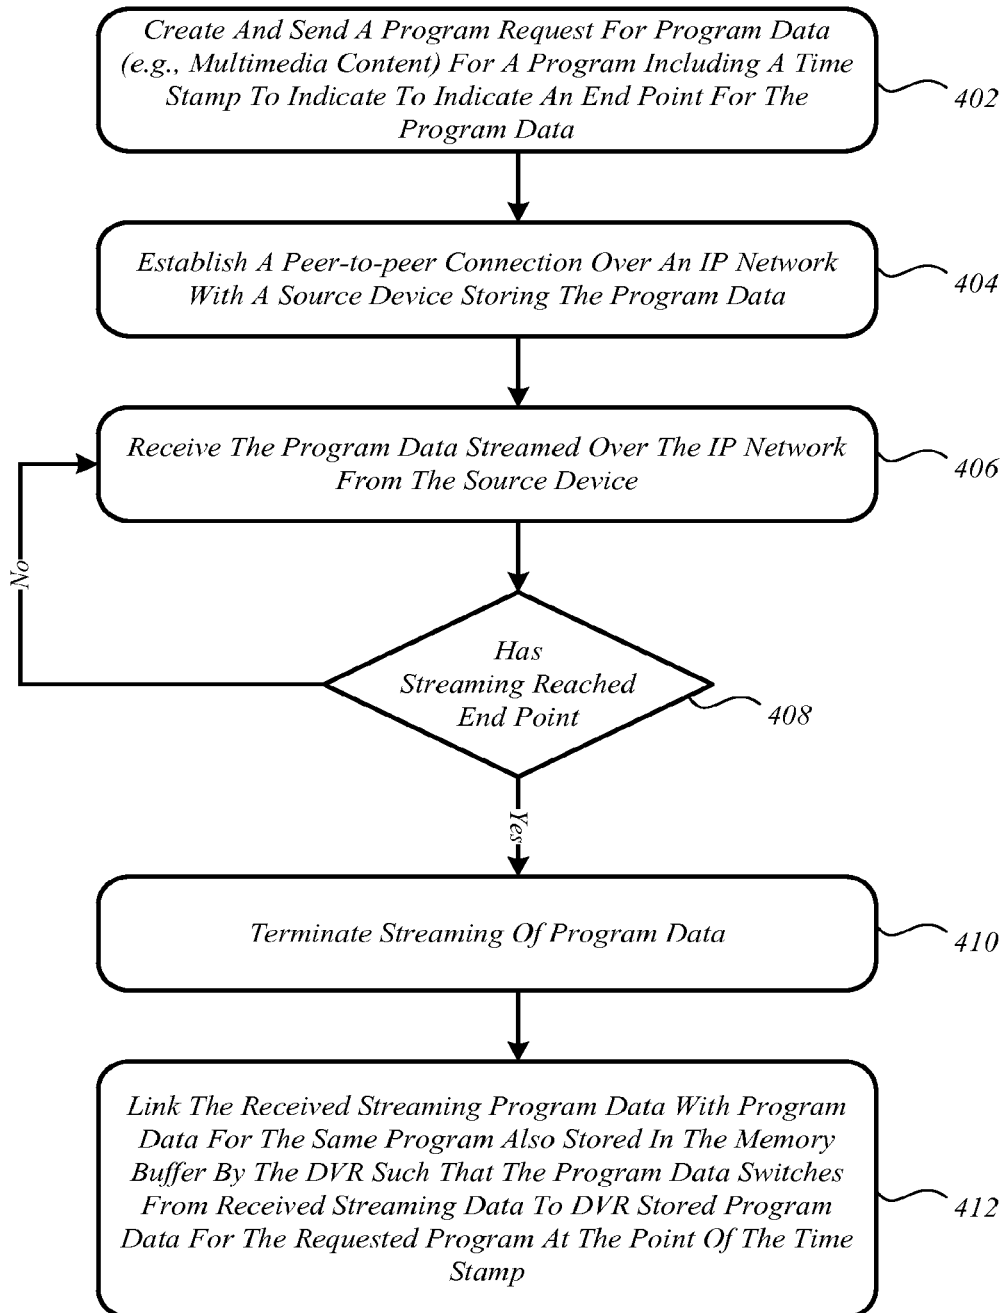 Create And Send A Program Request For Program Data
(e.g., Multimedia Content) For A Program Including A Time
Stamp To Indicate To Indicate An End Point For The
Program Data
402
Establish A Peer-to-peer Connection Over An IP Network
With A Source Device Storing The Program Data
404
Receive The Program Data Streamed Over The IP Network
From The Source Device
406
No
Has
Streaming Reached
End Point
408
Yes
Terminate Streaming Of Program Data
410
Link The Received Streaming Program Data With Program
Data For The Same Program Also Stored In The Memory
Buffer By The DVR Such That The Program Data Switches
From Received Streaming Data To DVR Stored Program
Data For The Requested Program At The Point Of The Time
Stamp
412